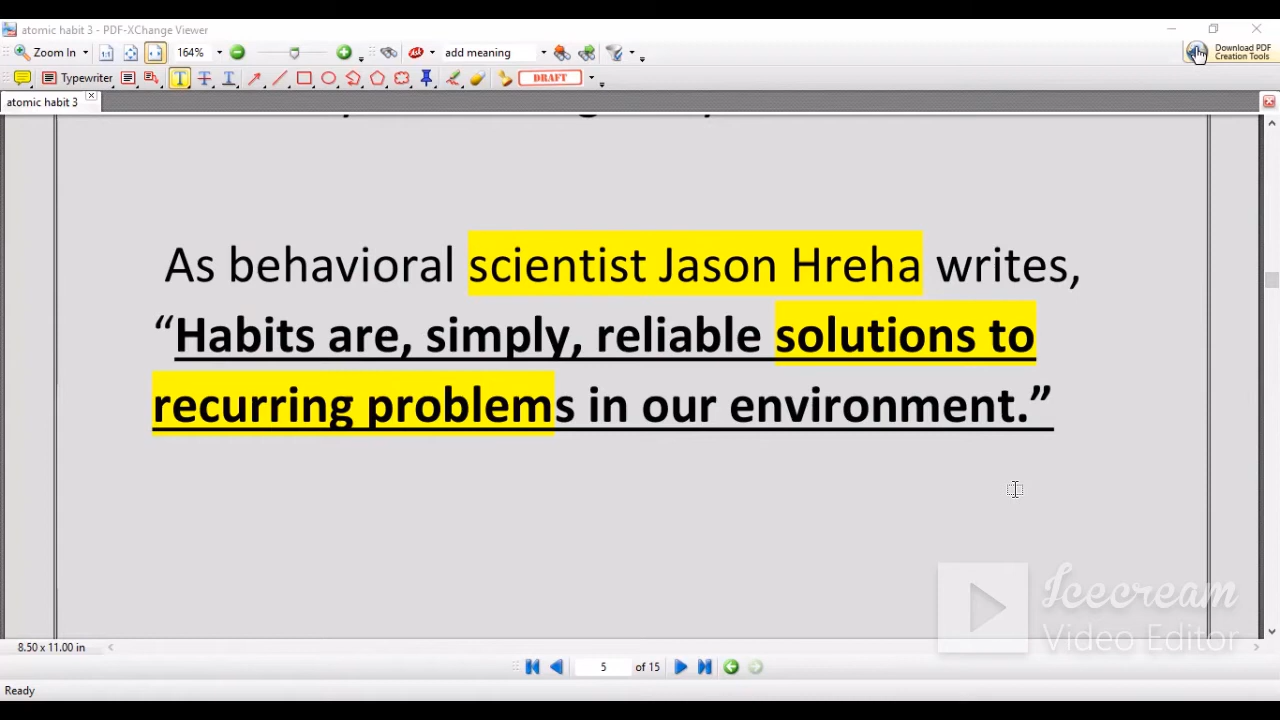 atomic habit 3 - PDF-XChange Viewer
Zoom In 164% add meaning Download PDF
Creation Tools
Typewriter DRAFT
atomic habit 3
As behavioral scientist Jason Hreha writes,
“Habits are, simply, reliable solutions to
recurring problems in our environment.”
Icecream
Video Editor
8.50 x 11.00 in
5 of 15
Ready